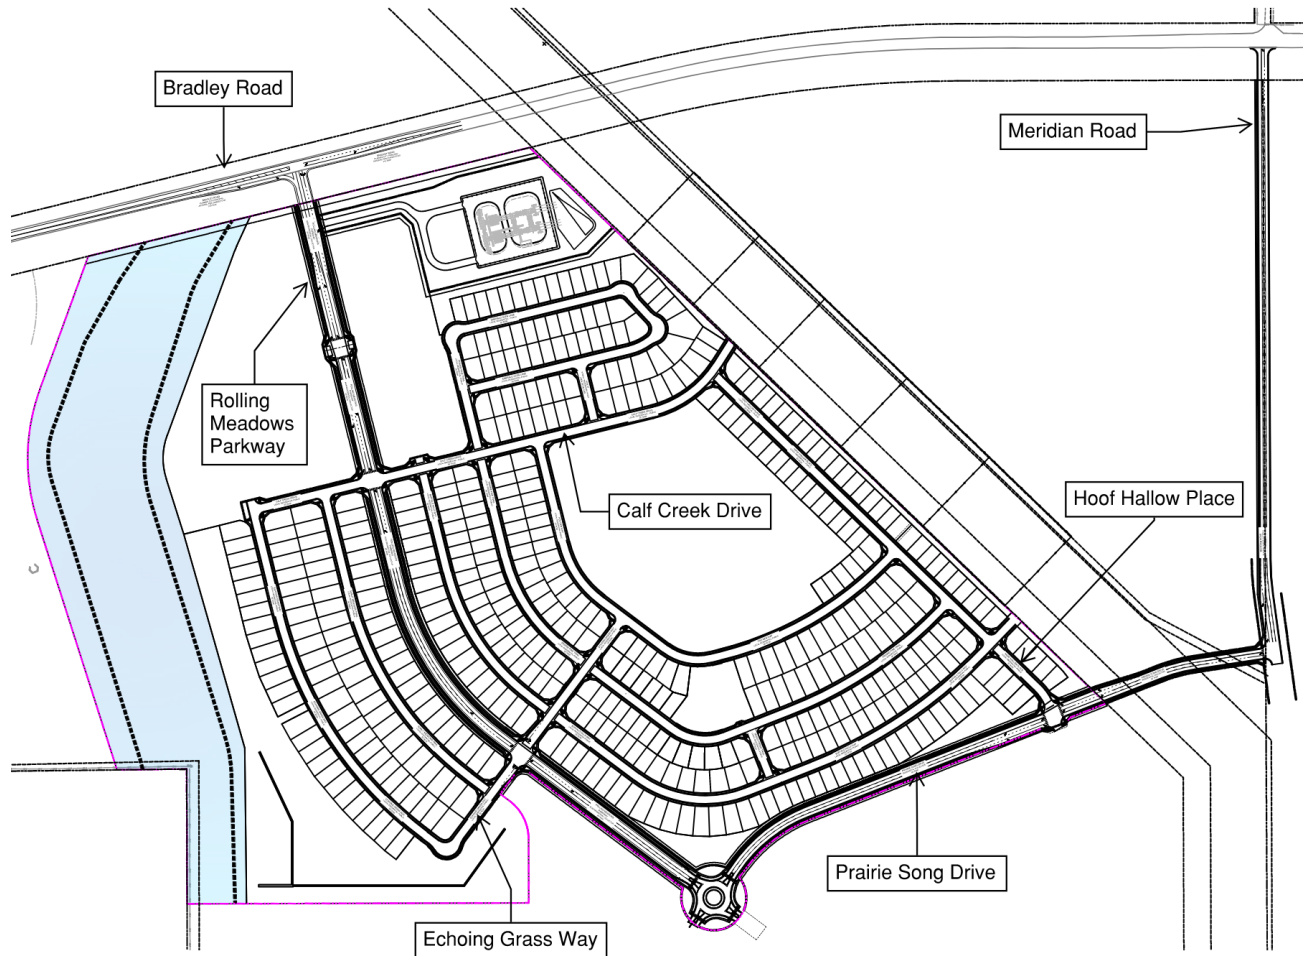 Bradley Road
Meridian Road
Rolling
Meadows
Parkway
Hoof Hallow Place
Calf Creek Drive
Prairie Song Drive
Echoing Grass Way